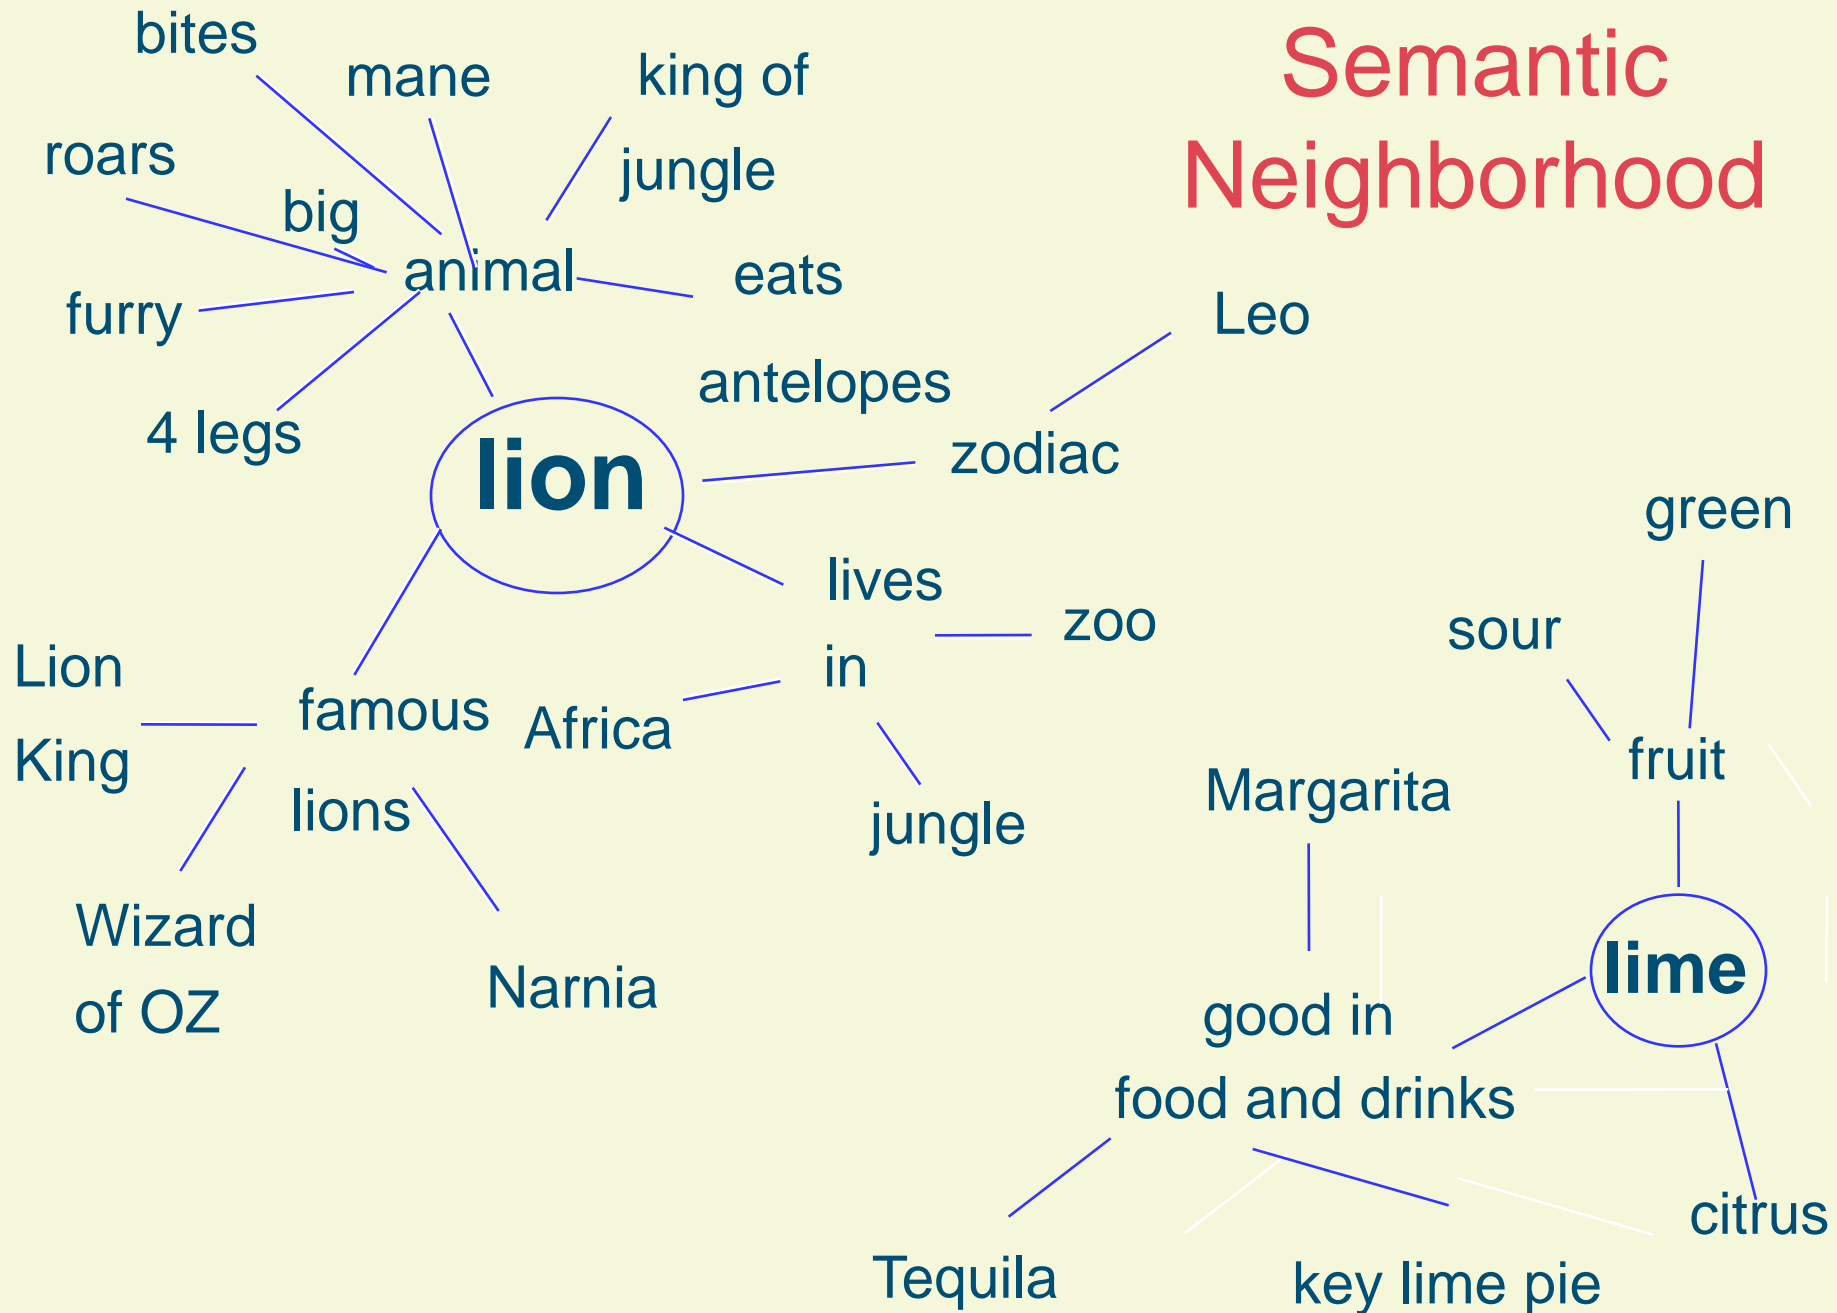 Semantic
Neighborhood
bites
mane
king of
jungle
roars
big
animal
eats
antelopes
furry
4 legs
Leo
zodiac
lion
lives
in
zoo
Africa
jungle
famous
lions
Lion
King
Wizard
of OZ
Narnia
green
sour
fruit
Margarita
lime
good in
food and drinks
citrus
Tequila
key lime pie